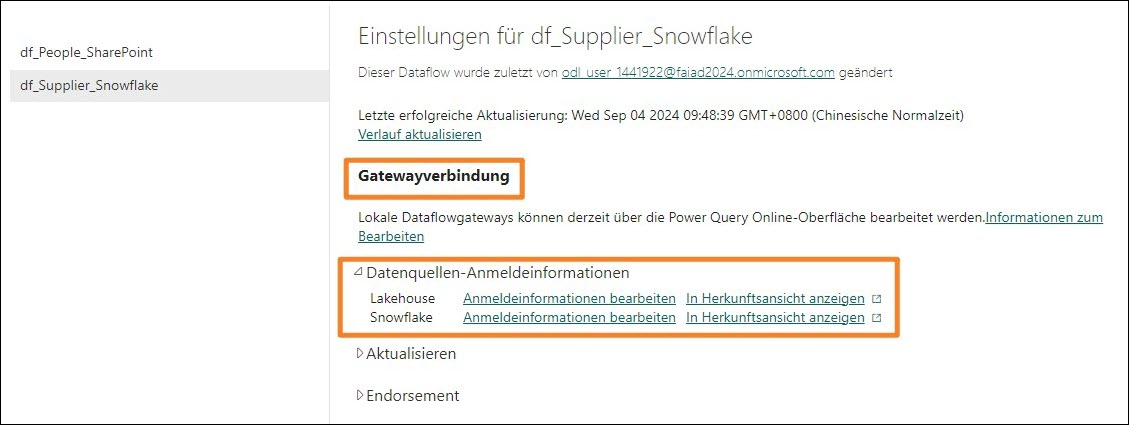 df_People_SharePoint
df_Supplier_Snowflake
Einstellungen für df_Supplier_Snowflake
Dieser Dataflow wurde zuletzt von odl_user_1441922@faiad2024.onmicrosoft.com geändert
Letzte erfolgreiche Aktualisierung: Wed Sep 04 2024 09:48:39 GMT+0800 (Chinesische Normalzeit)
Verlauf aktualisieren
Gatewayverbindung
Lokale Dataflowgateways können derzeit über die Power Query Online-Oberfläche bearbeitet werden.Informationen zum
Bearbeiten
Datenquellen-Anmeldeinformationen
Lakehouse Anmeldeinformationen bearbeiten In Herkunftsansicht anzeigen
Snowflake Anmeldeinformationen bearbeiten In Herkunftsansicht anzeigen
Aktualisieren
Endorsement